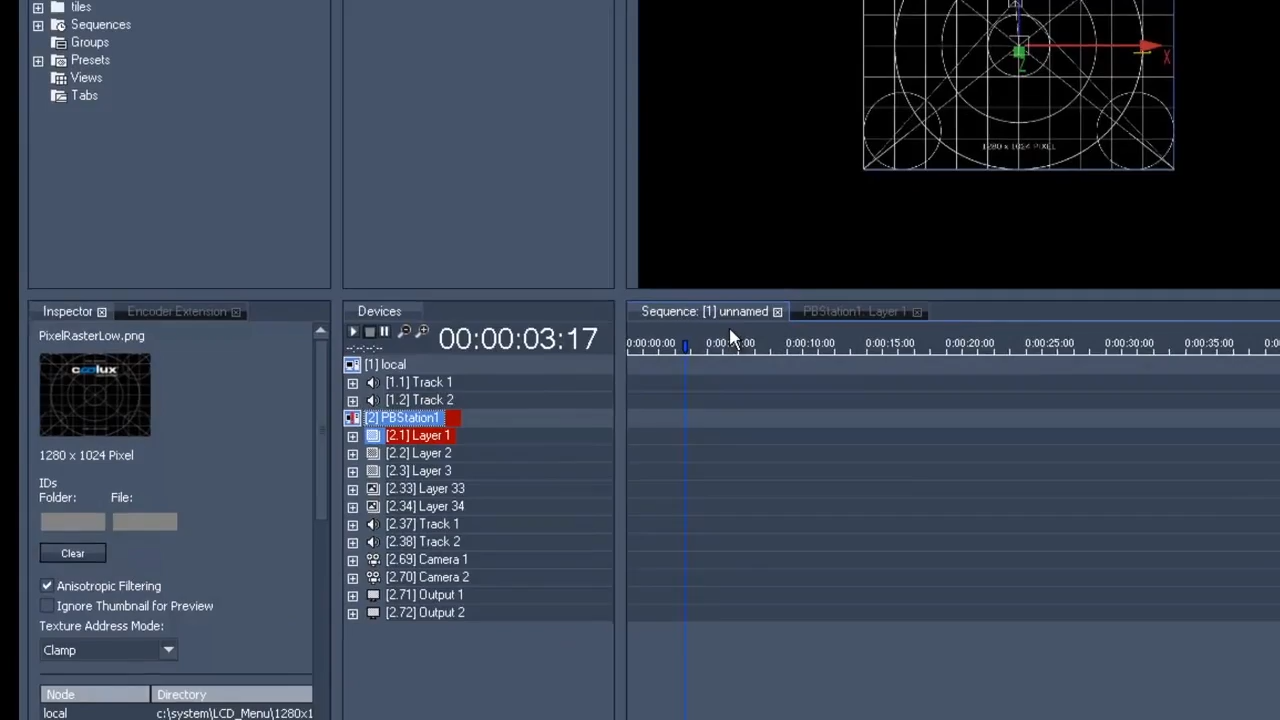 tiles
Sequences
Groups
Presets
Views
Tabs
X
Z
1280 x 1024 PIXEL
Inspector
Encoder Extension
PixelRasterLow.png
coolux
1280 x 1024 Pixel
IDs
Folder: File:
Clear
Anisotropic Filtering
Ignore Thumbnail for Preview
Texture Address Mode:
Clamp
Node Directory
local c:\system\LCD_Menu\1280x1
Devices
00:00:03:17
--:--:--:--
[1] local
[1.1] Track 1
[1.2] Track 2
[2] PBStation1
[2.1] Layer 1
[2.2] Layer 2
[2.3] Layer 3
[2.33] Layer 33
[2.34] Layer 34
[2.37] Track 1
[2.38] Track 2
[2.69] Camera 1
[2.70] Camera 2
[2.71] Output 1
[2.72] Output 2
Sequence: [1] unnamed
PBStation1: Layer 1
0:00:00:00 0:00:10:00 0:00:15:00 0:00:20:00 0:00:25:00 0:00:30:00 0:00:35:00